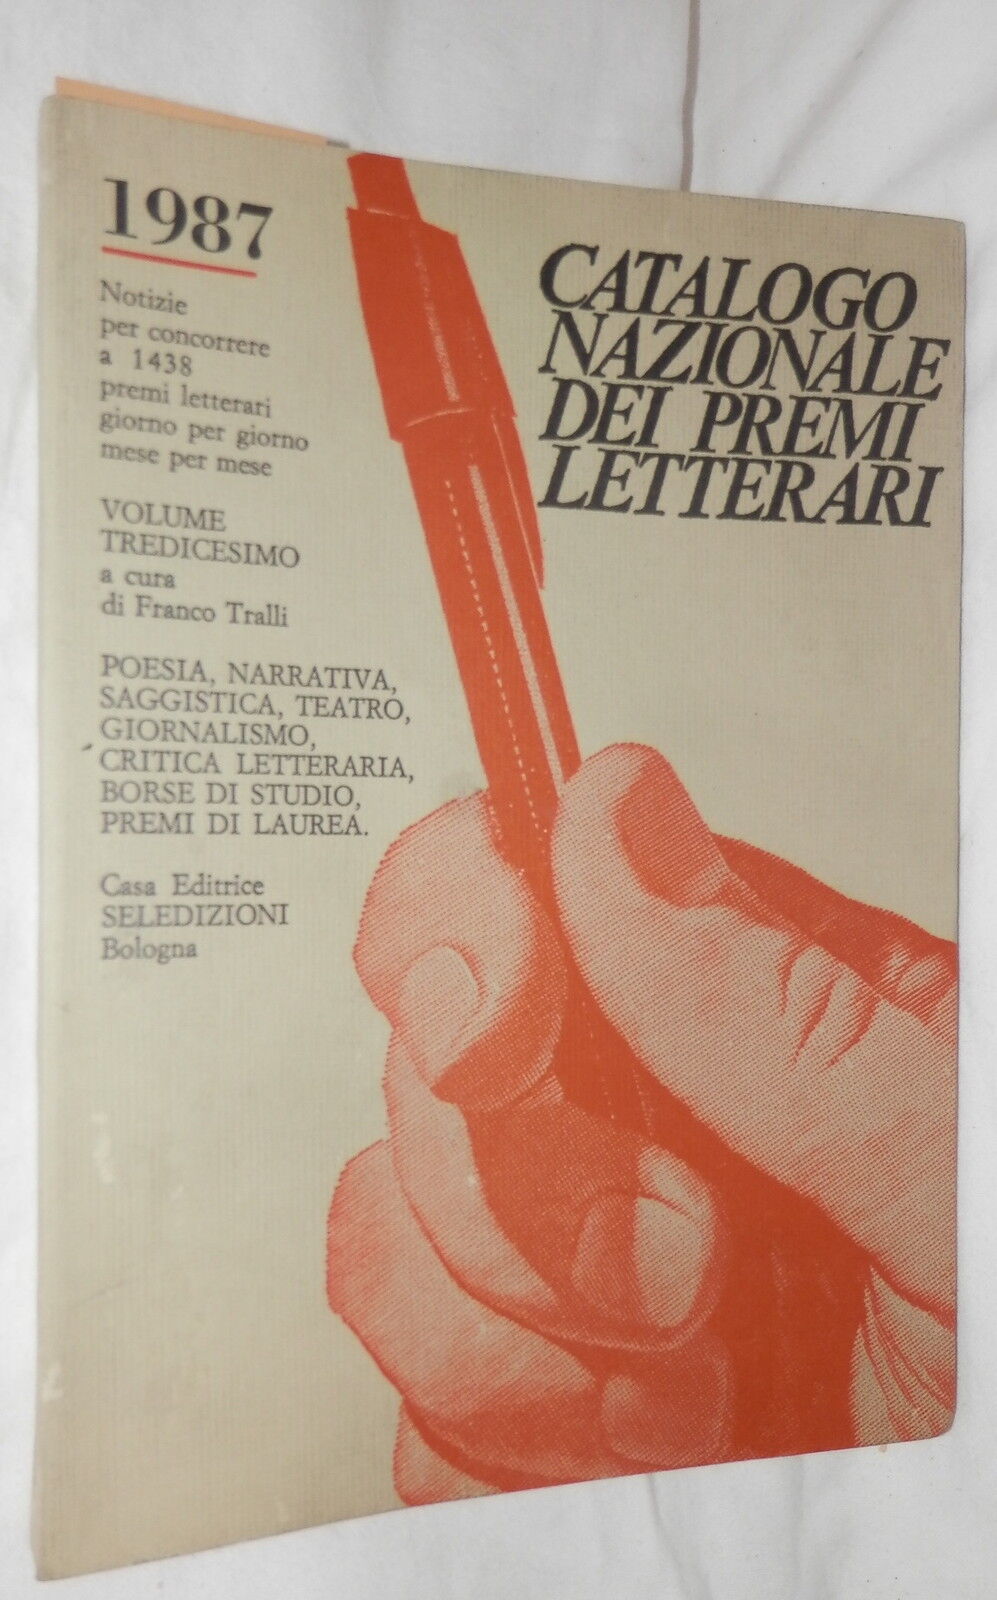 1987
Notizie
per concorrere
a 1438
premi letterari
giorno per giorno
mese per mese
VOLUME
TREDICESIMO
a cura
di Franco Tralli
POESIA, NARRATIVA,
SAGGISTICA, TEATRO,
GIORNALISMO,
CRITICA LETTERARIA,
BORSE DI STUDIO,
PREMI DI LAUREA.
Casa Editrice
SELEDIZIONI
Bologna
CATALOGO
NAZIONALE
DEI PREMI
LETTERARI